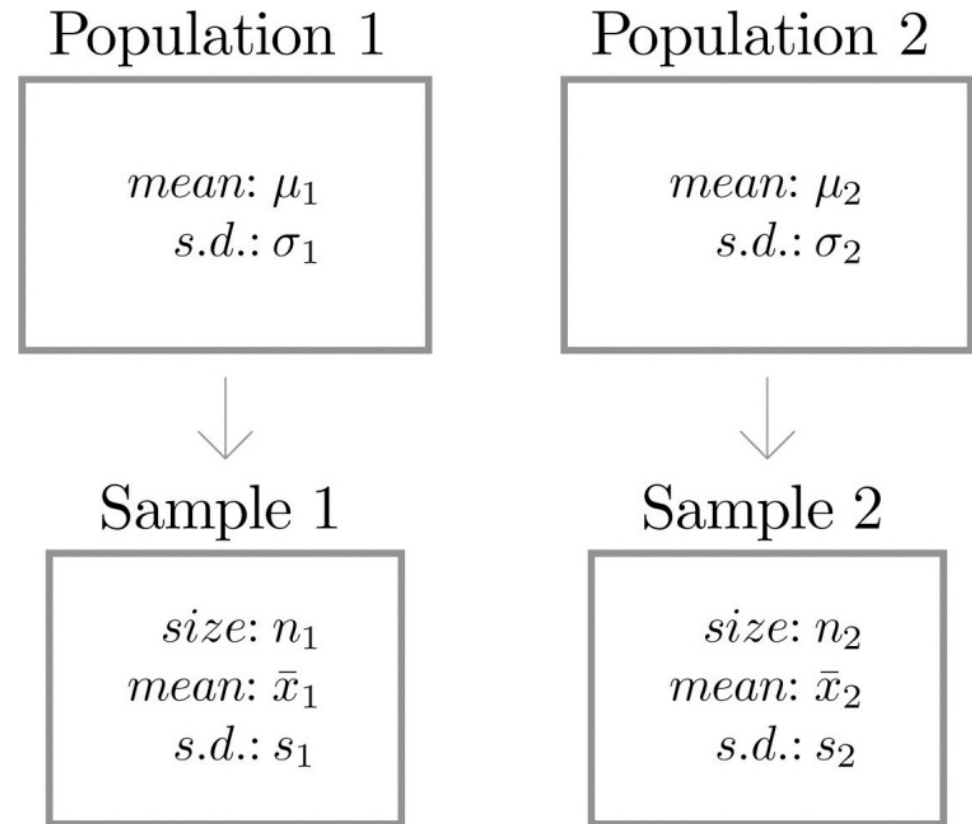 Population 1
mean: μ₁
s.d.: σ₁
Population 2
mean: μ₂
s.d.: σ₂
Sample 1
size: n₁
mean: x̄₁
s.d.: s₁
Sample 2
size: n₂
mean: x̄₂
s.d.: s₂